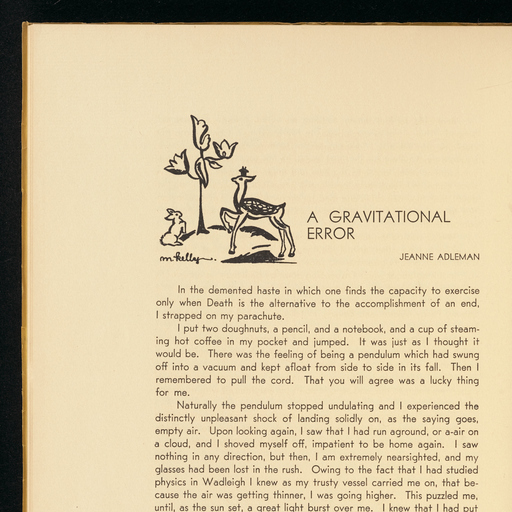 A GRAVITATIONAL
ERROR
JEANNE ADLEMAN
m·kelly
In the demented haste in which one finds the capacity to exercise
only when Death is the alternative to the accomplishment of an end,
I strapped on my parachute.
I put two doughnuts, a pencil, and a notebook, and a cup of steam-
ing hot coffee in my pocket and jumped. It was just as I thought it
would be. There was the feeling of being a pendulum which had swung
off into a vacuum and kept afloat from side to side in its fall. Then I
remembered to pull the cord. That you will agree was a lucky thing
for me.
Naturally the pendulum stopped undulating and I experienced the
distinctly unpleasant shock of landing solidly on, as the saying goes,
empty air. Upon looking again, I saw that I had run aground, or a-air on
a cloud, and I shoved myself off, impatient to be home again. I saw
nothing in any direction, but then, I am extremely nearsighted, and my
glasses had been lost in the rush. Owing to the fact that I had studied
physics in Wadleigh I knew as my trusty vessel carried me on, that be-
cause the air was getting thinner, I was going higher. This puzzled me,
until, as the sun set, a great light burst over me. I knew that I had put